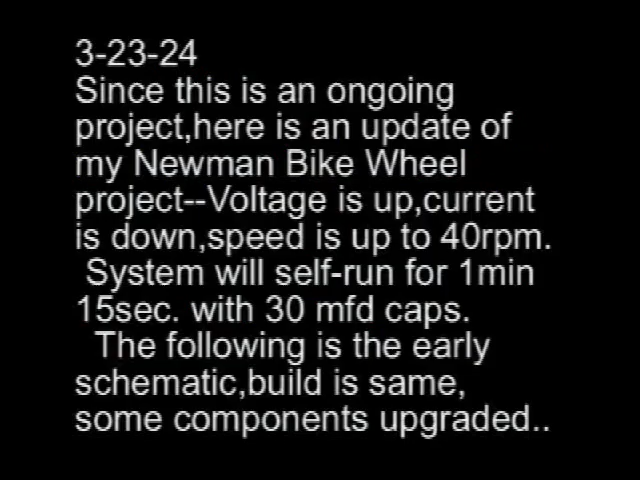 3-23-24
Since this is an ongoing
project,here is an update of
my Newman Bike Wheel
project--Voltage is up,current
is down,speed is up to 40rpm.
System will self-run for 1min
15sec. with 30 mfd caps.
The following is the early
schematic,build is same,
some components upgraded..